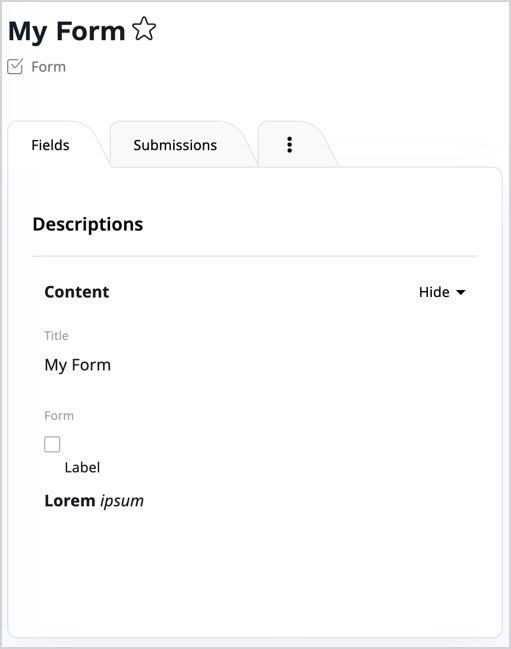 My Form
Form
Fields
Submissions
Descriptions
Content
Hide
Title
My Form
Form
Label
Lorem ipsum